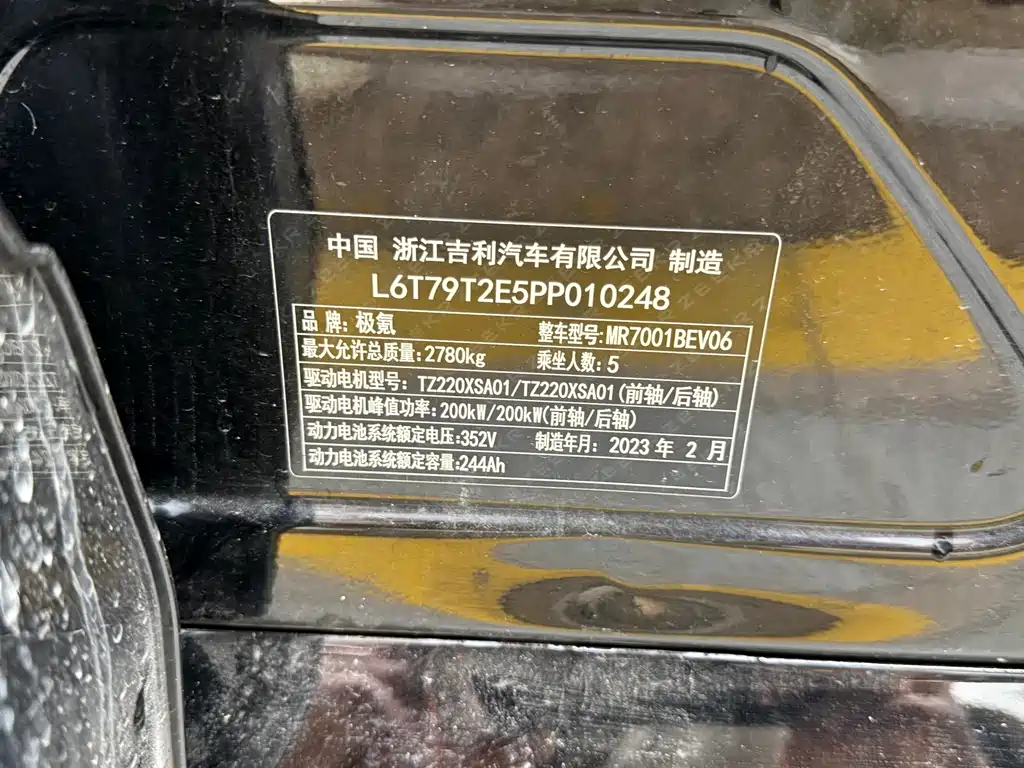 中国 浙江吉利汽车有限公司 制造
L6T79T2E5PP010248
品牌:极氪 整车型号:MR7001BEV06
最大允许总质量:2780kg 乘坐人数:5
驱动电机型号:TZ220XSA01/TZ220XSA01(前轴/后轴)
驱动电机峰值功率:200kW/200kW(前轴/后轴)
动力电池系统额定电压:352V 制造年月:2023年 2 月
动力电池系统额定容量:244Ah